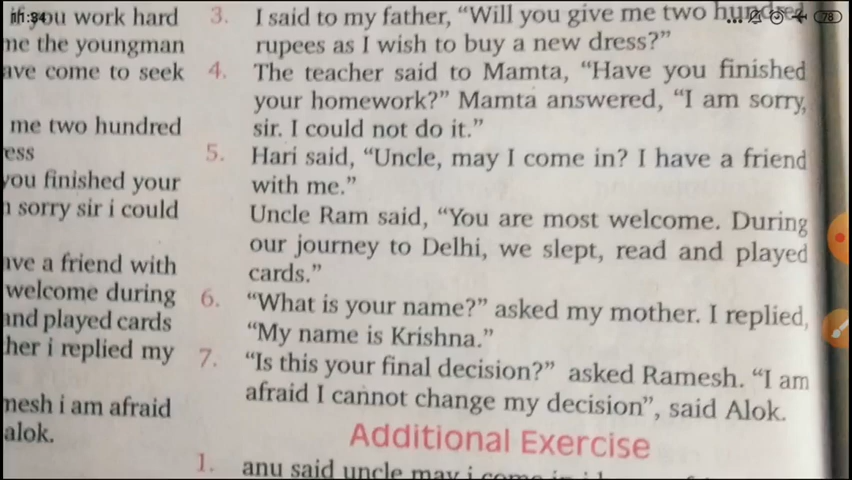 if you work hard
me the youngman
ave come to seek
me two hundred
ess
you finished your
n sorry sir i could
ave a friend with
welcome during
and played cards
her i replied my
mesh i am afraid
alok.
3. I said to my father, “Will you give me two hundred
rupees as I wish to buy a new dress?”
4. The teacher said to Mamta, “Have you finished
your homework?” Mamta answered, “I am sorry,
sir. I could not do it.”
5. Hari said, “Uncle, may I come in? I have a friend
with me.”
Uncle Ram said, “You are most welcome. During
our journey to Delhi, we slept, read and played
cards.”
6. “What is your name?” asked my mother. I replied,
“My name is Krishna.”
7. “Is this your final decision?” asked Ramesh. “I am
afraid I cannot change my decision”, said Alok.
Additional Exercise
1. anu said uncle may i come in i
78